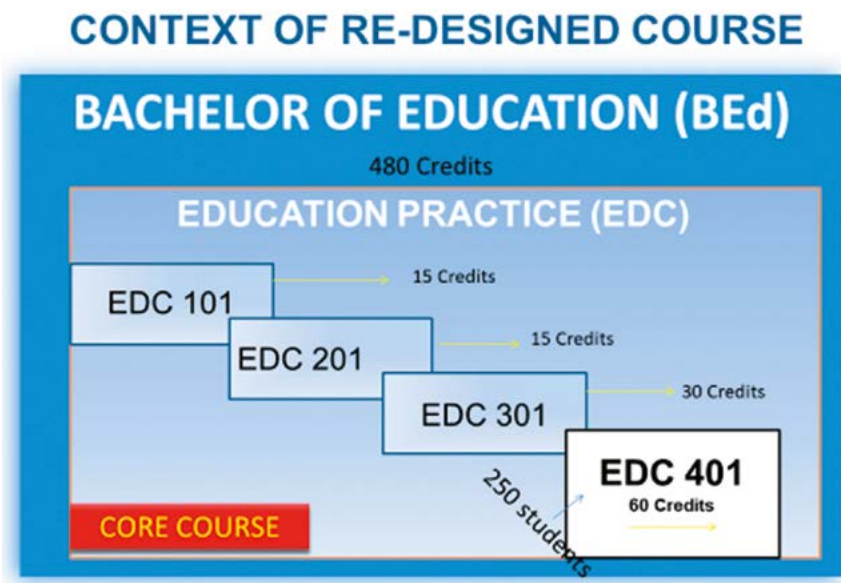 CONTEXT OF RE-DESIGNED COURSE
BACHELOR OF EDUCATION (BEd)
480 Credits
EDUCATION PRACTICE (EDC)
EDC 101
15 Credits
EDC 201
15 Credits
EDC 301
30 Credits
EDC 401
60 Credits
250 students
CORE COURSE